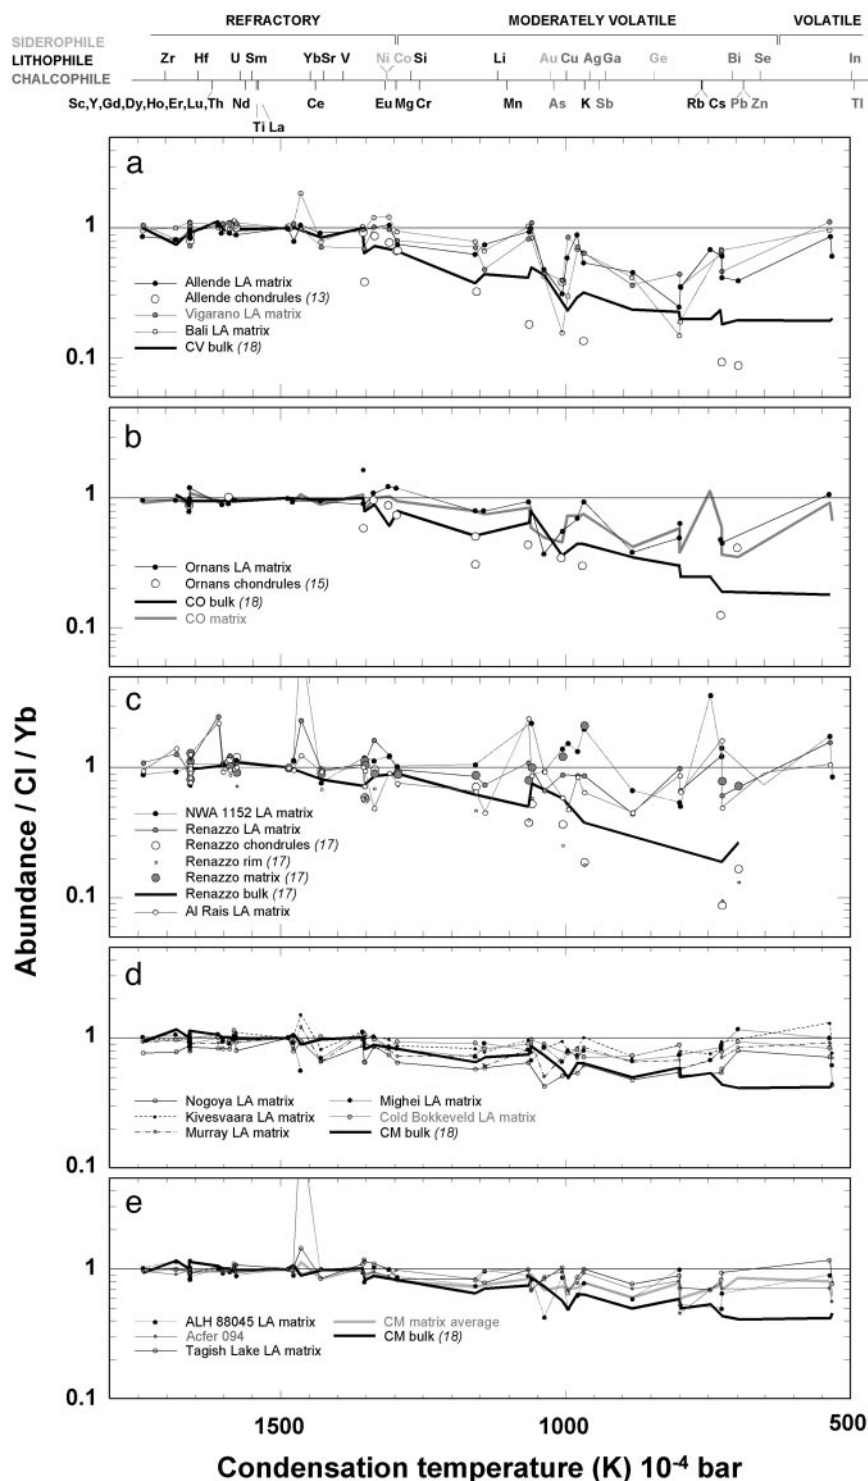 REFRACTORY MODERATELY VOLATILE VOLATILE
SIDEROPHILE
Zr Hf U Sm Yb Sr V Ni Co Si Li Au Cu Ag Ga Ge Bi Se In
LITHOPHILE
CHALCOPHILE
Sc,Y,Gd,Dy,Ho,Er,Lu,Th Nd Ce Eu Mg Cr Mn As K Sb Rb Cs Pb Zn Tl
Ti La
a
1
Allende LA matrix
Allende chondrules (13)
Vigarano LA matrix
Bali LA matrix
CV bulk (18)
0.1
b
1
Ornans LA matrix
Ornans chondrules (15)
CO bulk (18)
CO matrix
0.1
c
1
NWA 1152 LA matrix
Renazzo LA matrix
Renazzo chondrules (17)
Renazzo rim (17)
Renazzo matrix (17)
Renazzo bulk (17)
Al Rais LA matrix
0.1
d
1
Nogoya LA matrix Mighei LA matrix
Kivesvaara LA matrix Cold Bokkeveld LA matrix
Murray LA matrix CM bulk (18)
0.1
e
1
ALH 88045 LA matrix CM matrix average
Acfer 094 CM bulk (18)
Tagish Lake LA matrix
0.1
1500 1000 500
Abundance / CI / Yb
Condensation temperature (K) 10⁻⁴ bar